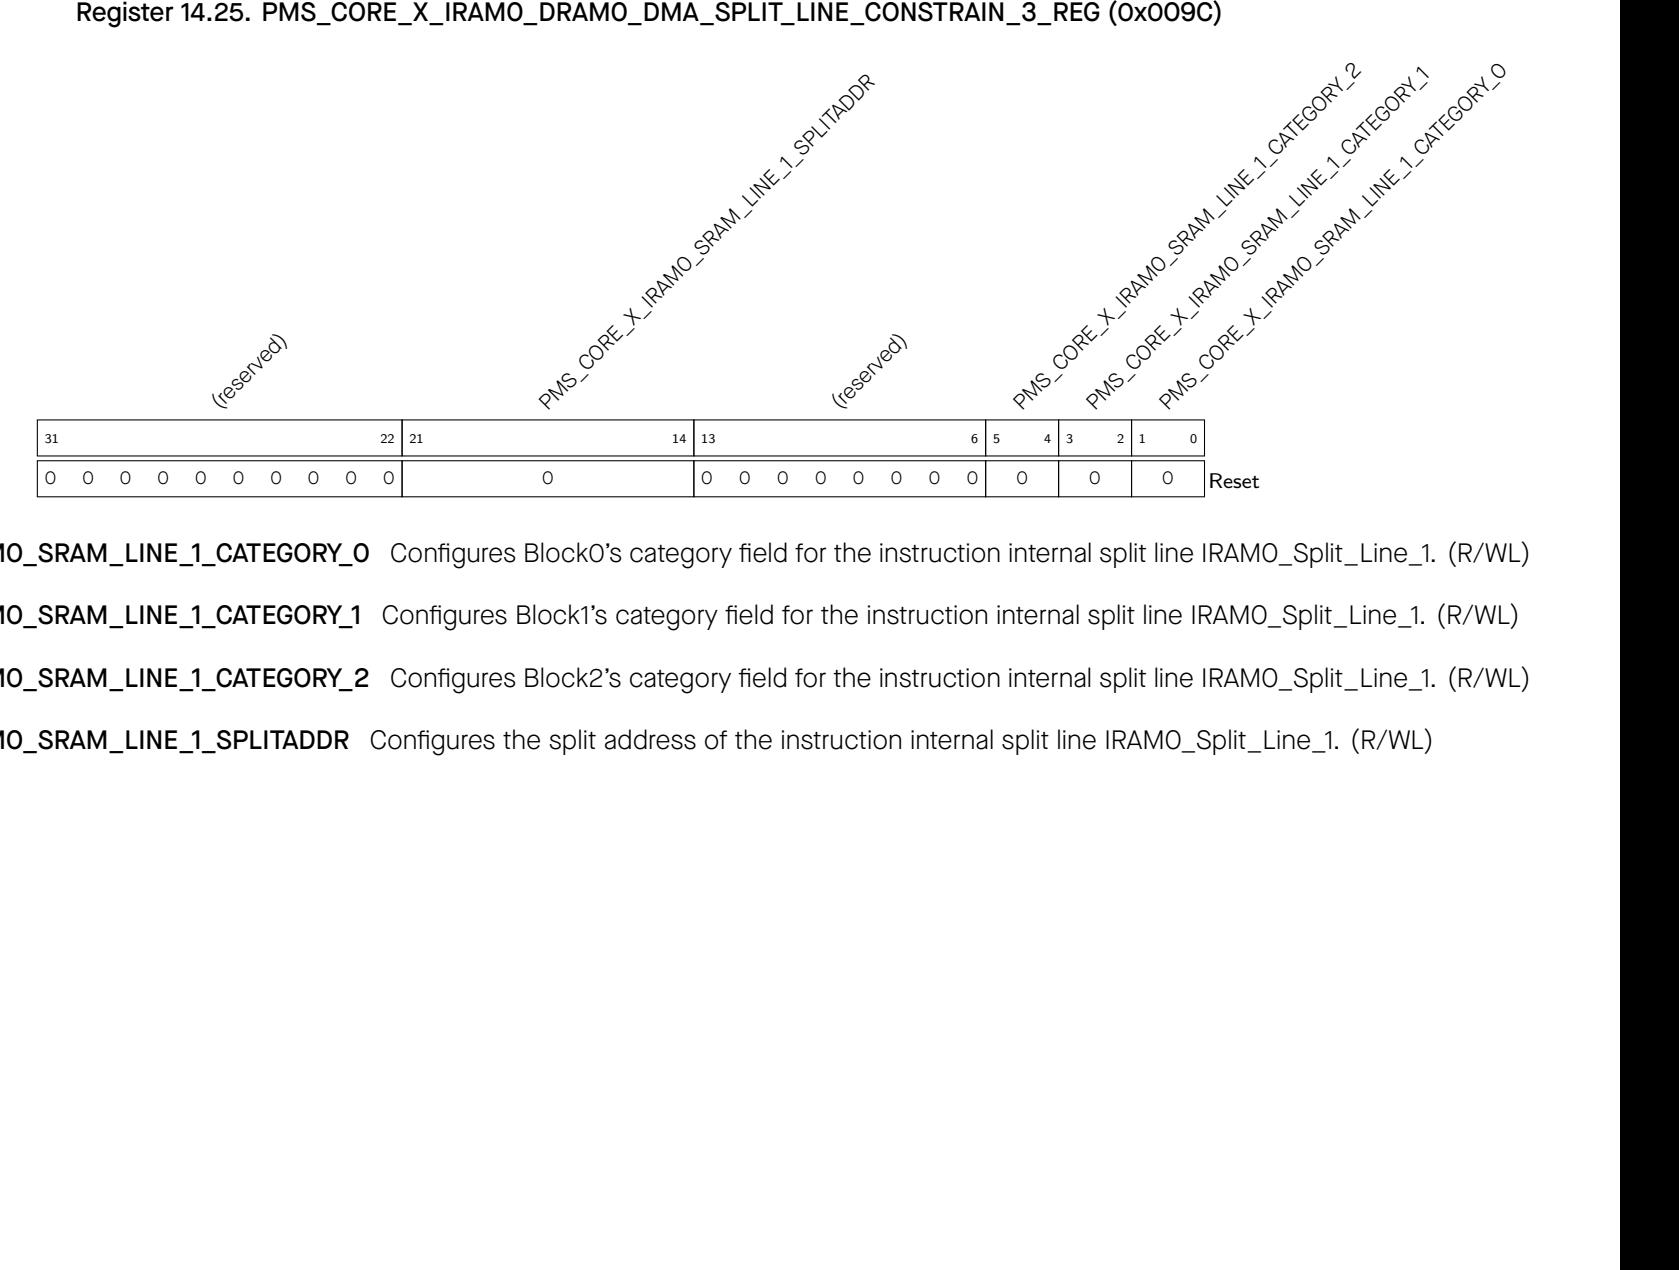 Register 14.25. PMS_CORE_X_IRAM0_DRAM0_DMA_SPLIT_LINE_CONSTRAIN_3_REG (0x009C)
(reserved)
PMS_CORE_X_IRAM0_SRAM_LINE_1_SPLITADDR
(reserved)
PMS_CORE_X_IRAM0_SRAM_LINE_1_CATEGORY_2
PMS_CORE_X_IRAM0_SRAM_LINE_1_CATEGORY_1
PMS_CORE_X_IRAM0_SRAM_LINE_1_CATEGORY_0
31 22 21 14 13 6 5 4 3 2 1 0
0 0 0 0 0 0 0 0 0 0 0 0 0 0 0 0 0 0 0 0 0 0 Reset
0_SRAM_LINE_1_CATEGORY_0 Configures Block0's category field for the instruction internal split line IRAM0_Split_Line_1. (R/WL)
0_SRAM_LINE_1_CATEGORY_1 Configures Block1's category field for the instruction internal split line IRAM0_Split_Line_1. (R/WL)
0_SRAM_LINE_1_CATEGORY_2 Configures Block2's category field for the instruction internal split line IRAM0_Split_Line_1. (R/WL)
0_SRAM_LINE_1_SPLITADDR Configures the split address of the instruction internal split line IRAM0_Split_Line_1. (R/WL)